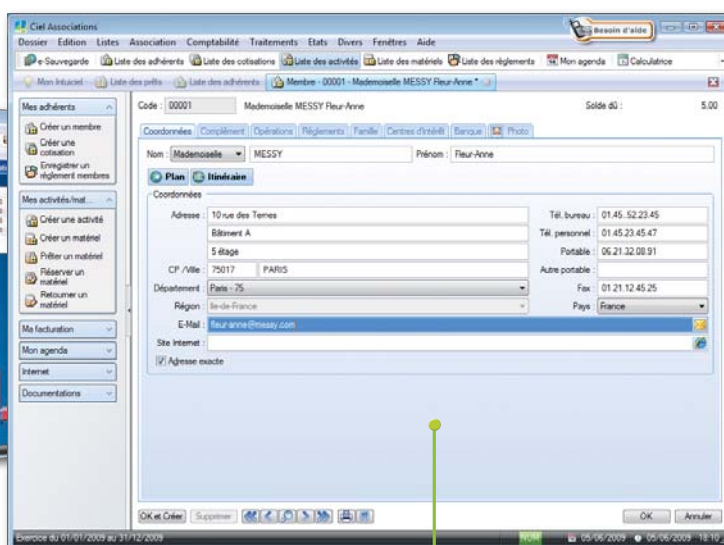 Ciel Associations
Besoin d'aide
Dossier Edition Listes Association Comptabilité Traitements Etats Divers Fenêtres Aide
e-Sauvegarde Liste des adhérents Liste des cotisations Liste des activités Liste des matériels Liste des règlements Mon agenda Calculatrice
Mon Intuiciel Liste des prêts Liste des adhérents Membre - 00001 - Mademoiselle MESSY Fleur-Anne *
Mes adhérents
Créer un membre
Créer une cotisation
Enregistrer un règlement membres
Mes activités/mat...
Créer une activité
Créer un matériel
Prêter un matériel
Réserver un matériel
Retourner un matériel
Ma facturation
Mon agenda
Internet
Documentations
Code : 00001 Mademoiselle MESSY Fleur-Anne Solde dû : 5.00
Coordonnées Complément Opérations Règlements Famille Centres d'intérêt Banque Photo
Nom : Mademoiselle MESSY Prénom : Fleur-Anne
Plan Itinéraire
Coordonnées
Adresse : 10 rue des Ternes Tél. bureau : 01.45..52.23.45
Bâtiment A Tél. personnel : 01.45.23.45.47
5 étage Portable : 06.21.32.08.91
CP /Ville : 75017 PARIS Autre portable :
Département : Paris - 75 Fax : 01.21.12.45.25
Région : Ile-de-France Pays : France
E-Mail : fleur-anne@messy.com
Site Internet :
Adresse exacte
OK et Créer Supprimer OK Annuler
Exercice du 01/01/2009 au 31/12/2009 NUM 05/06/2009 05/06/2009 18:10